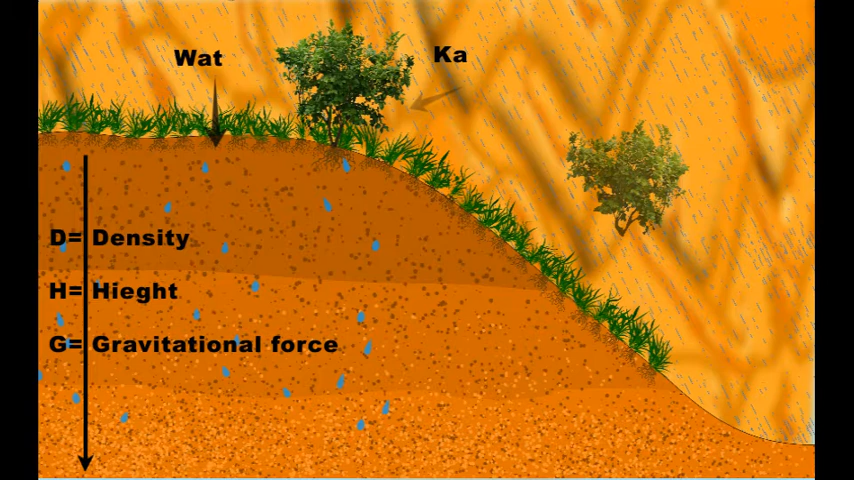 Wat
Ka
D= Density
H= Hieght
G= Gravitational force